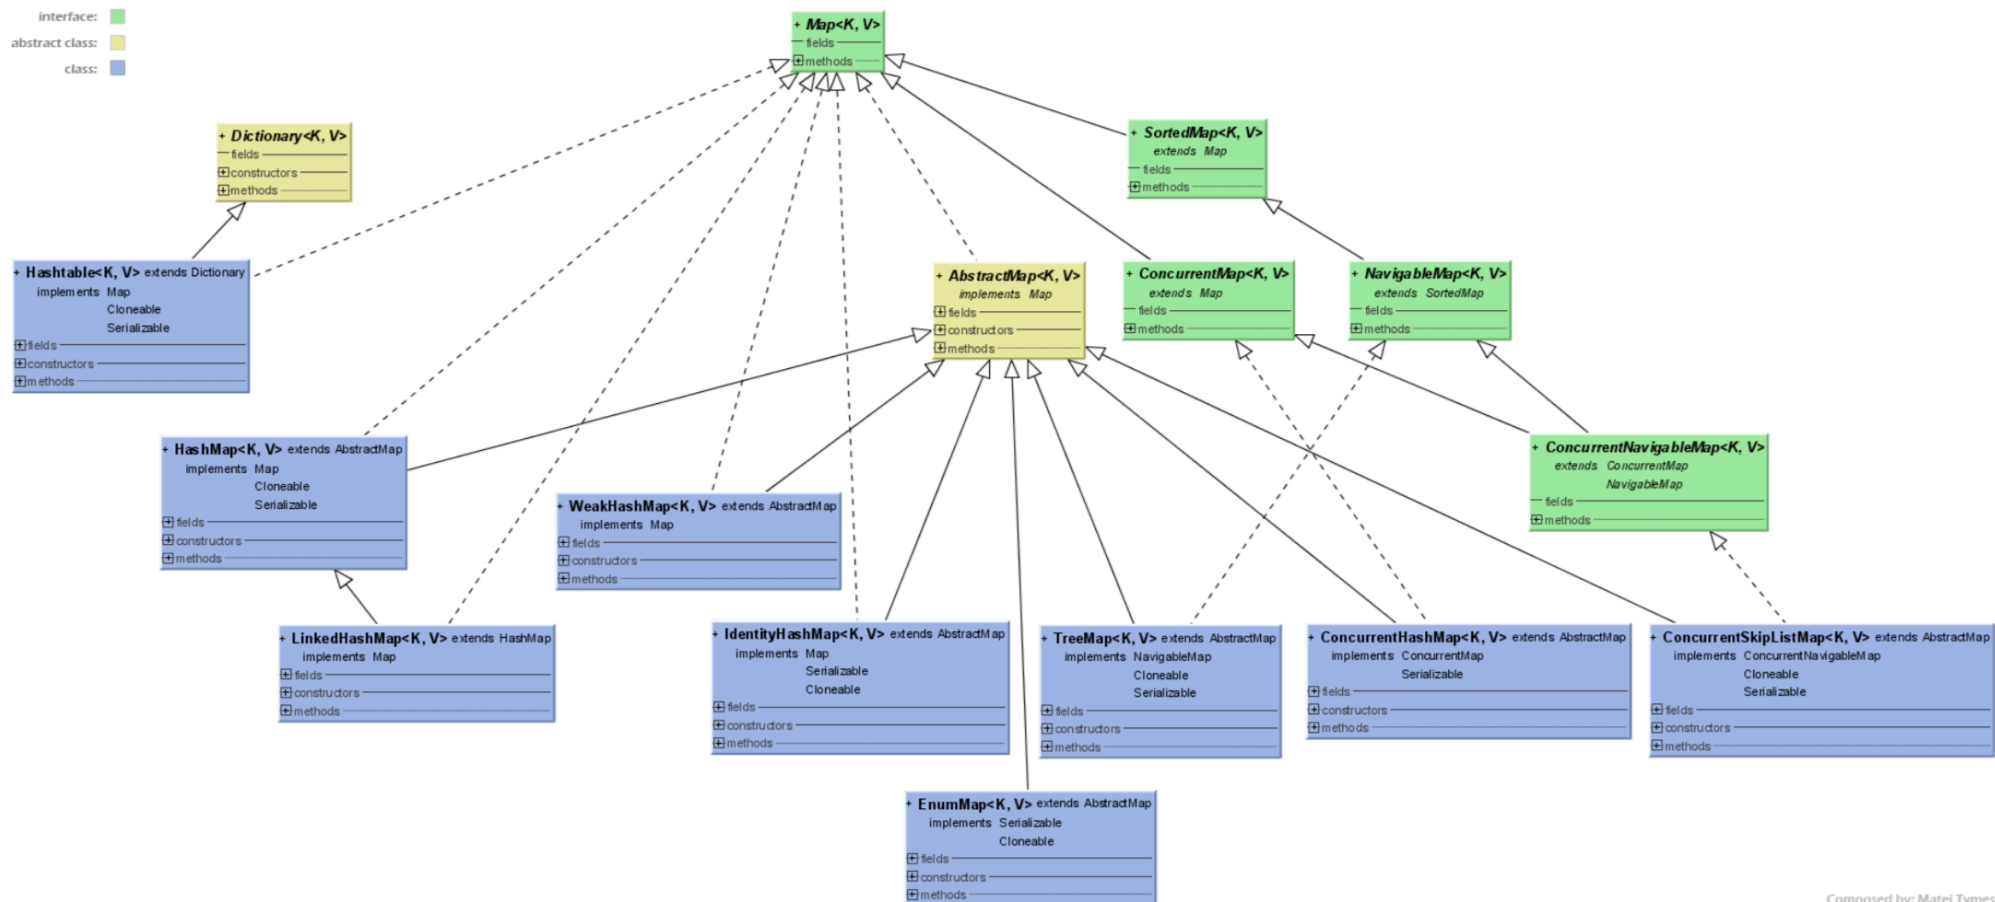 interface:
abstract class:
class:
+ Map<K, V>
fields
methods
+ Dictionary<K, V>
fields
constructors
methods
+ SortedMap<K, V>
extends Map
fields
methods
+ Hashtable<K, V> extends Dictionary
implements Map
Cloneable
Serializable
fields
constructors
methods
+ AbstractMap<K, V>
implements Map
fields
constructors
methods
+ ConcurrentMap<K, V>
extends Map
fields
methods
+ NavigableMap<K, V>
extends SortedMap
fields
methods
+ HashMap<K, V> extends AbstractMap
implements Map
Cloneable
Serializable
fields
constructors
methods
+ WeakHashMap<K, V> extends AbstractMap
implements Map
fields
constructors
methods
+ ConcurrentNavigableMap<K, V>
extends ConcurrentMap
NavigableMap
fields
methods
+ LinkedHashMap<K, V> extends HashMap
implements Map
fields
constructors
methods
+ IdentityHashMap<K, V> extends AbstractMap
implements Map
Serializable
Cloneable
fields
constructors
methods
+ TreeMap<K, V> extends AbstractMap
implements NavigableMap
Cloneable
Serializable
fields
constructors
methods
+ ConcurrentHashMap<K, V> extends AbstractMap
implements ConcurrentMap
Serializable
fields
constructors
methods
+ ConcurrentSkipListMap<K, V> extends AbstractMap
implements ConcurrentNavigableMap
Cloneable
Serializable
fields
constructors
methods
+ EnumMap<K, V> extends AbstractMap
implements Serializable
Cloneable
fields
constructors
methods
Composed by: Matei Tymes